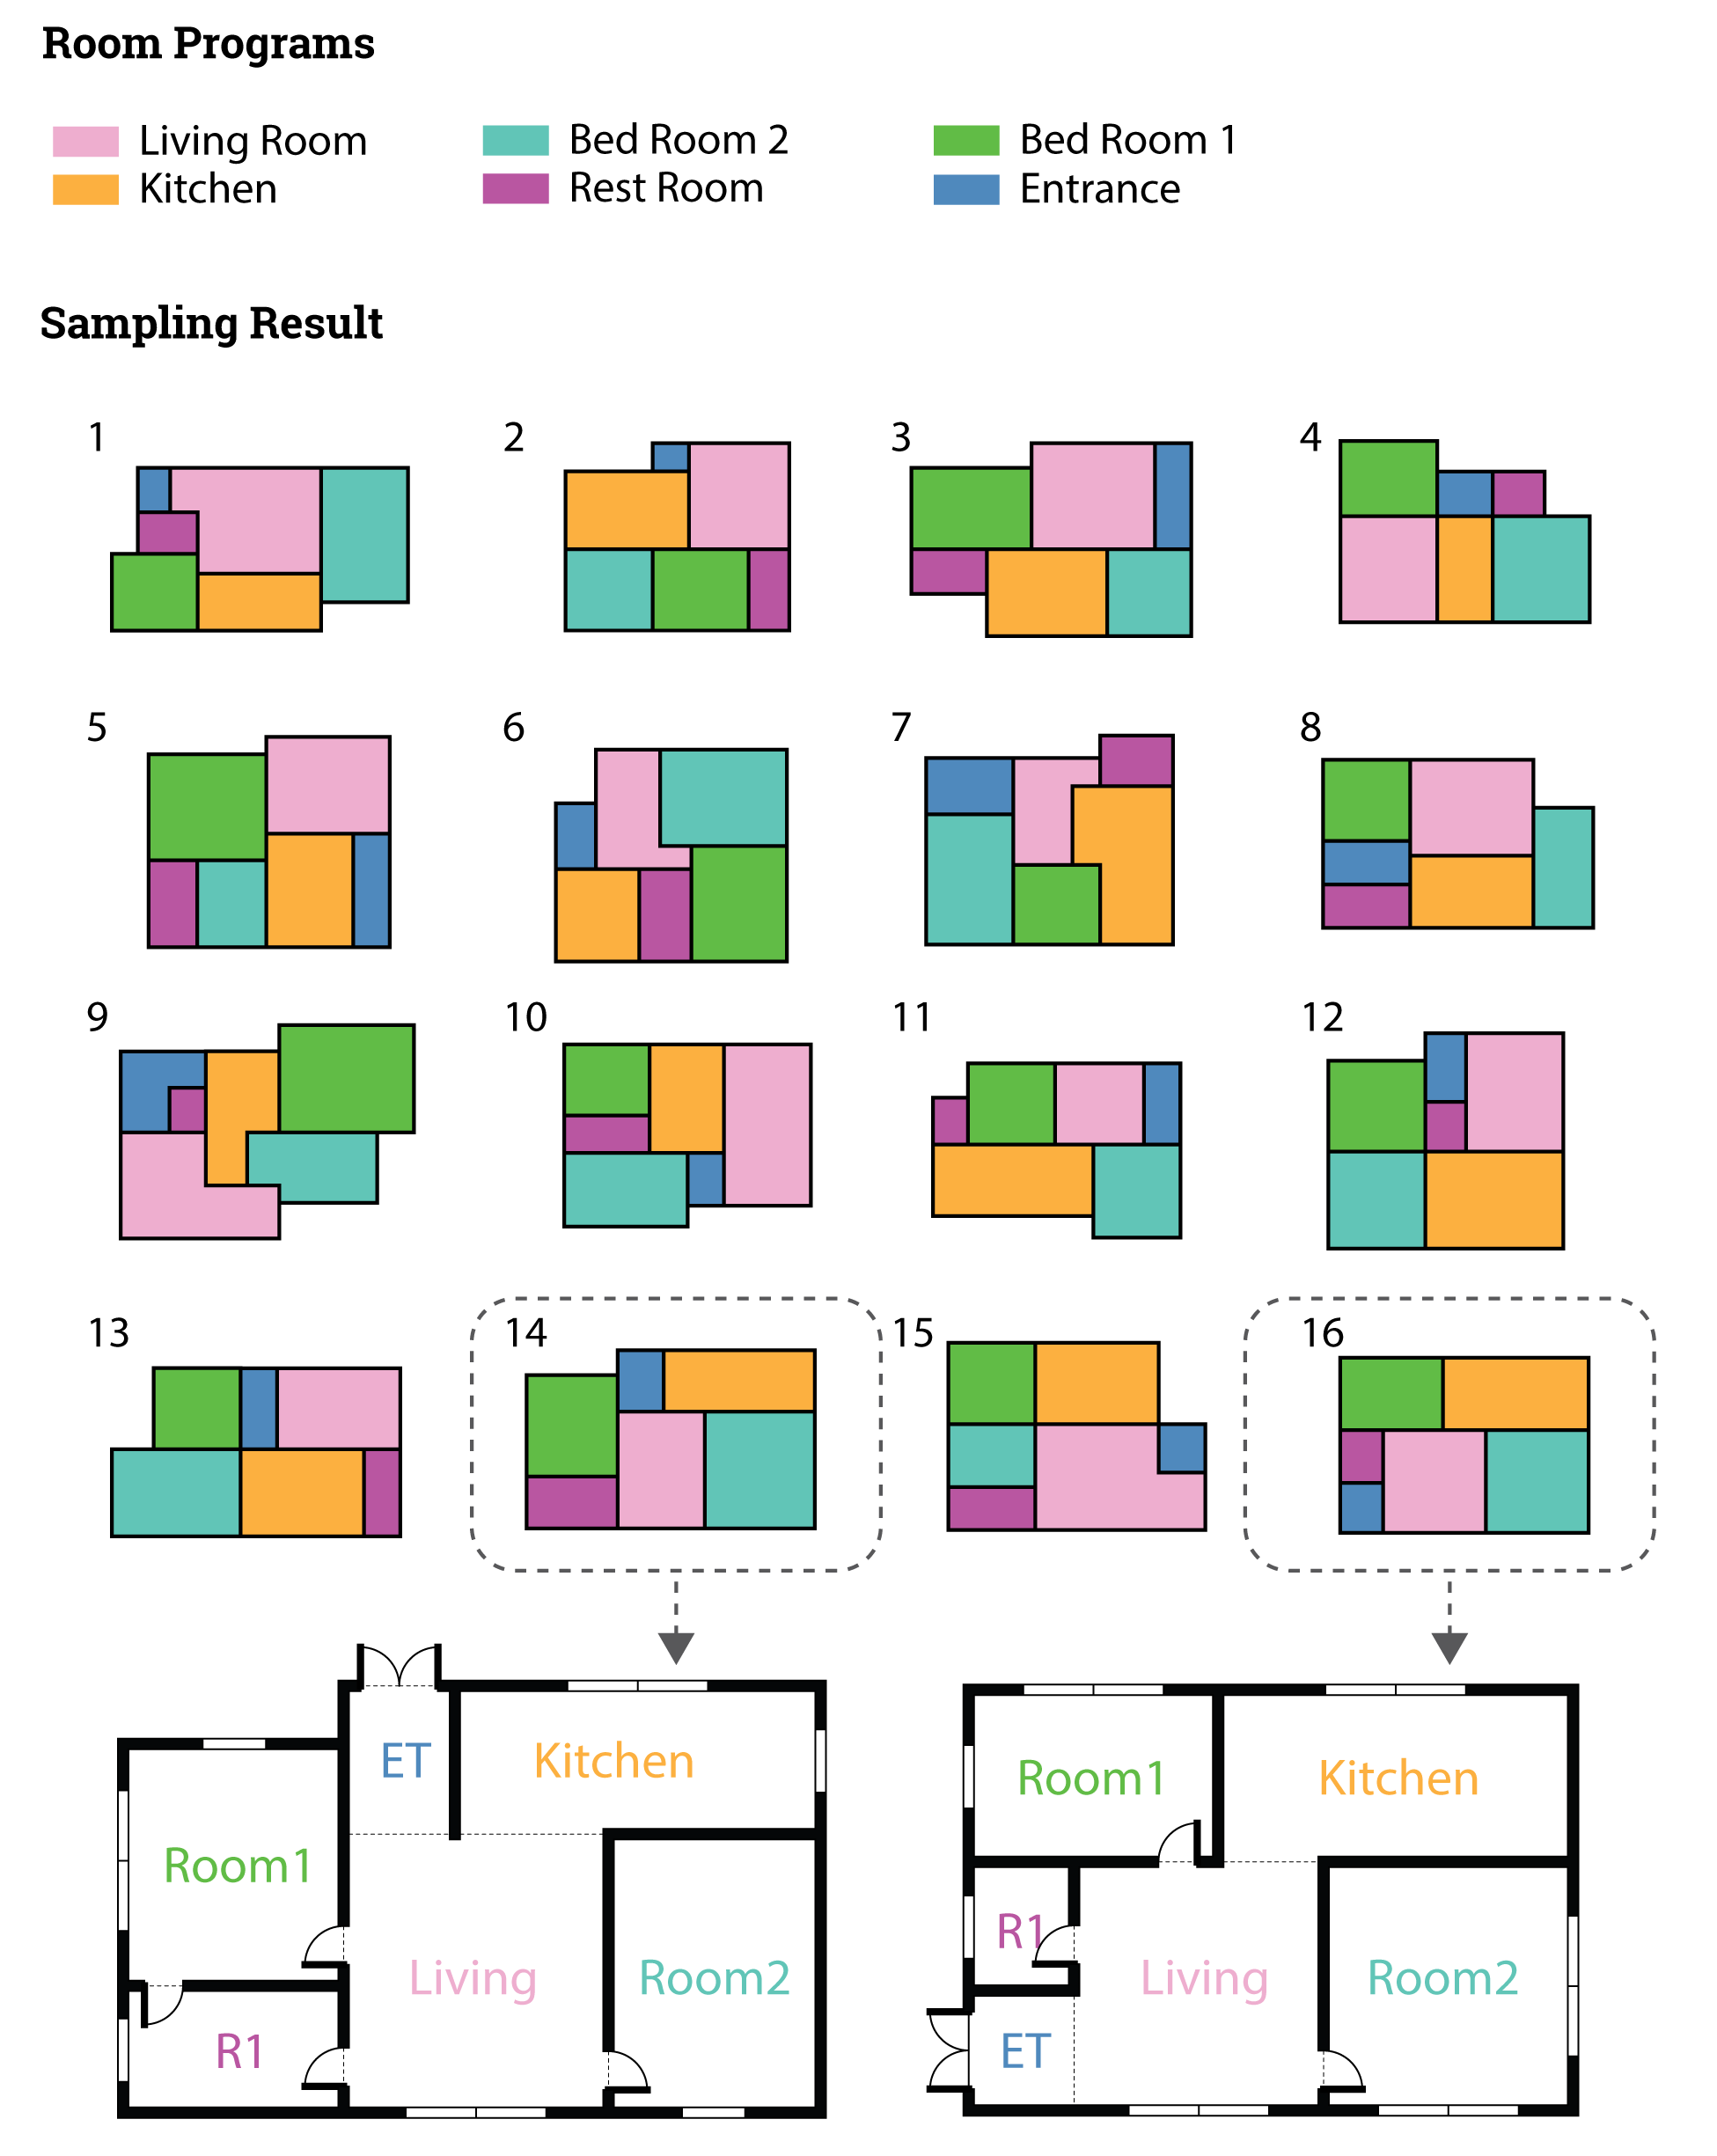 Room Programs
Living Room Bed Room 2 Bed Room 1
Kitchen Rest Room Entrance
Sampling Result
1 2 3 4
5 6 7 8
9 10 11 12
13 14 15 16
ET Kitchen
Room1
Living Room2
R1
Room1 Kitchen
R1
Living Room2
ET